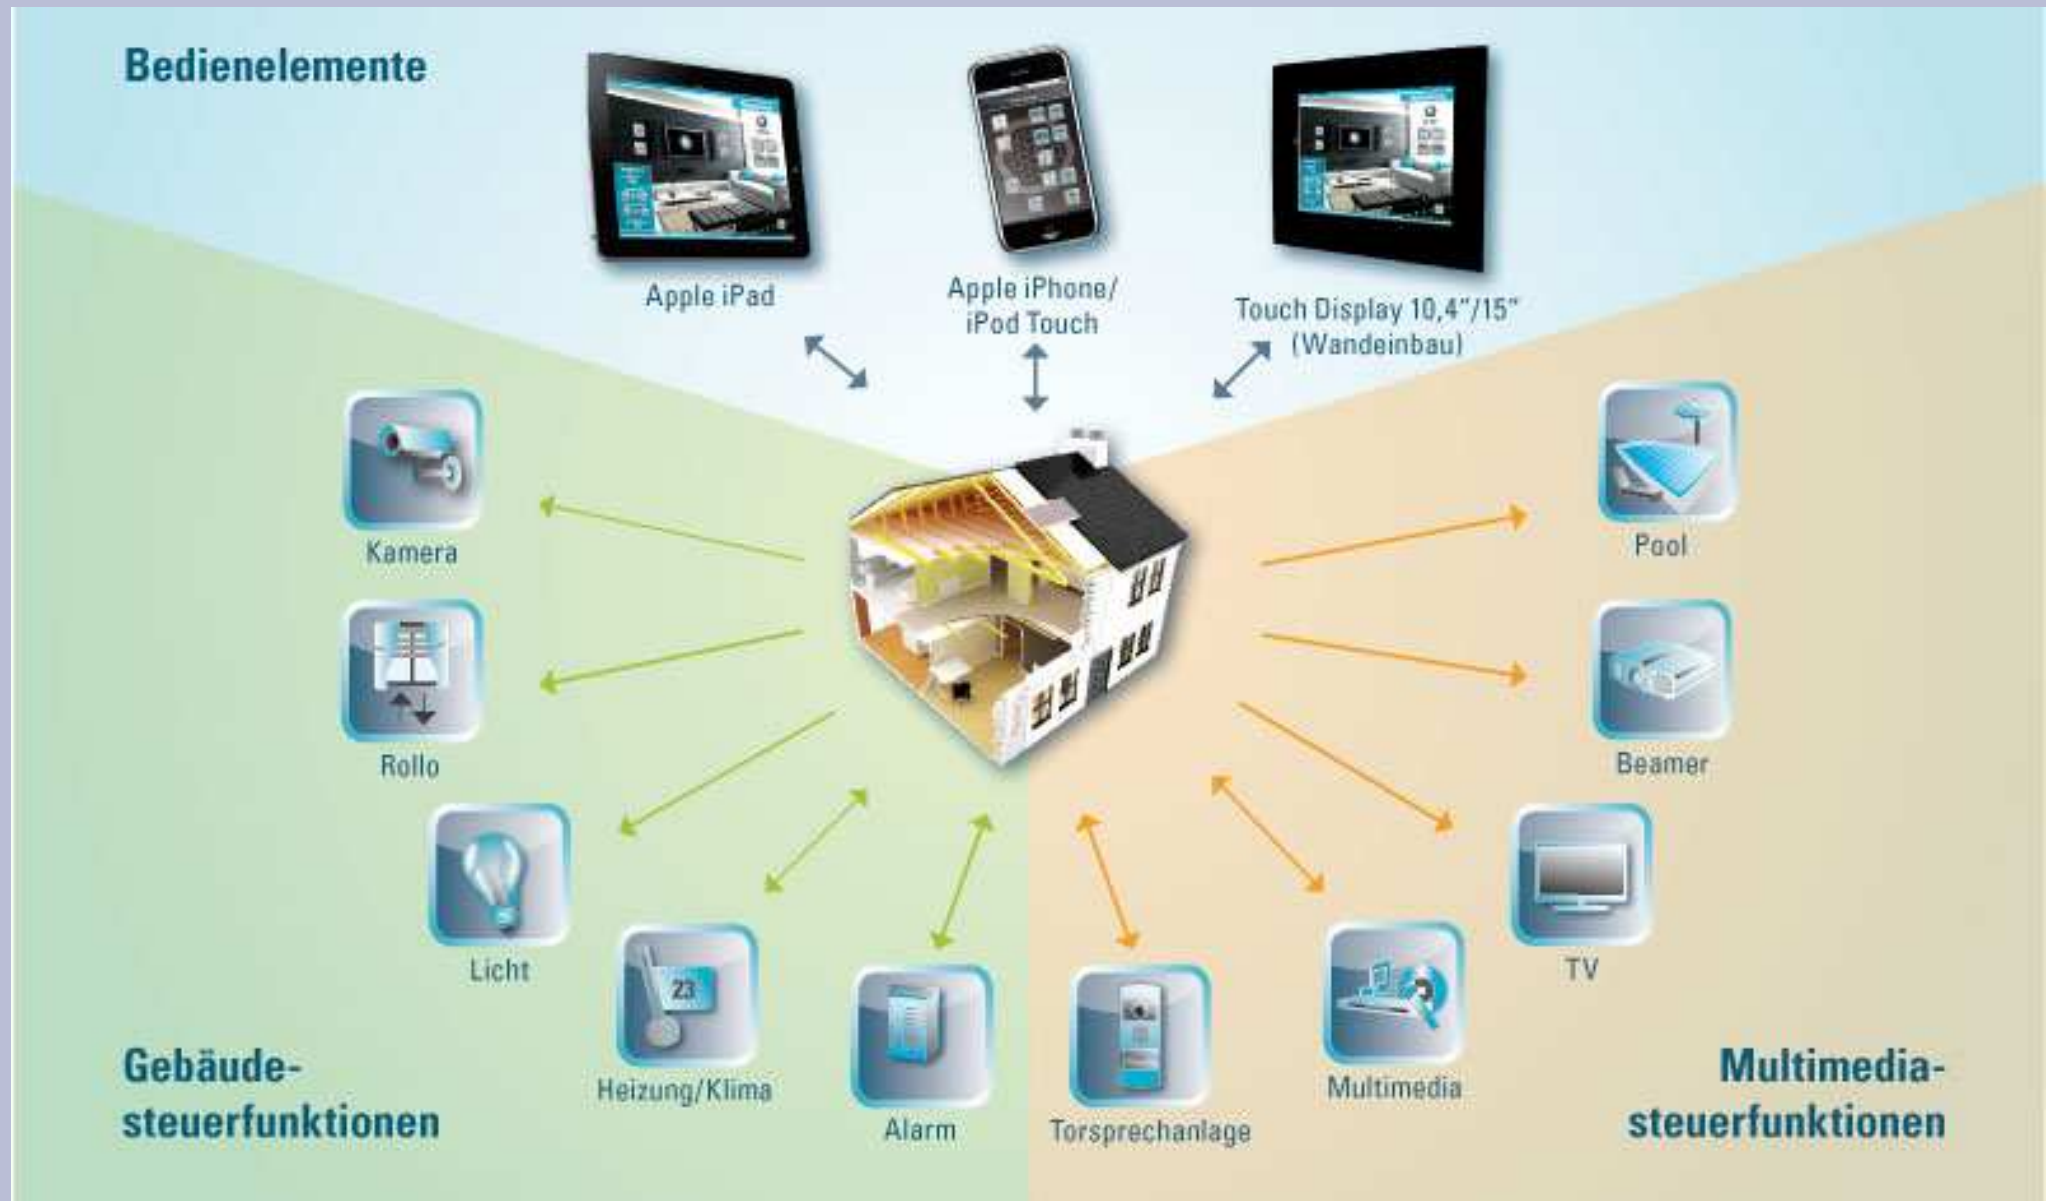 Bedienelemente
Apple iPad
Apple iPhone/
iPod Touch
Touch Display 10,4"/15"
(Wandeinbau)
Kamera
Pool
Rollo
Beamer
Licht
TV
23
Heizung/Klima
Multimedia
Alarm
Torsprechanlage
Gebäude-
steuerfunktionen
Multimedia-
steuerfunktionen